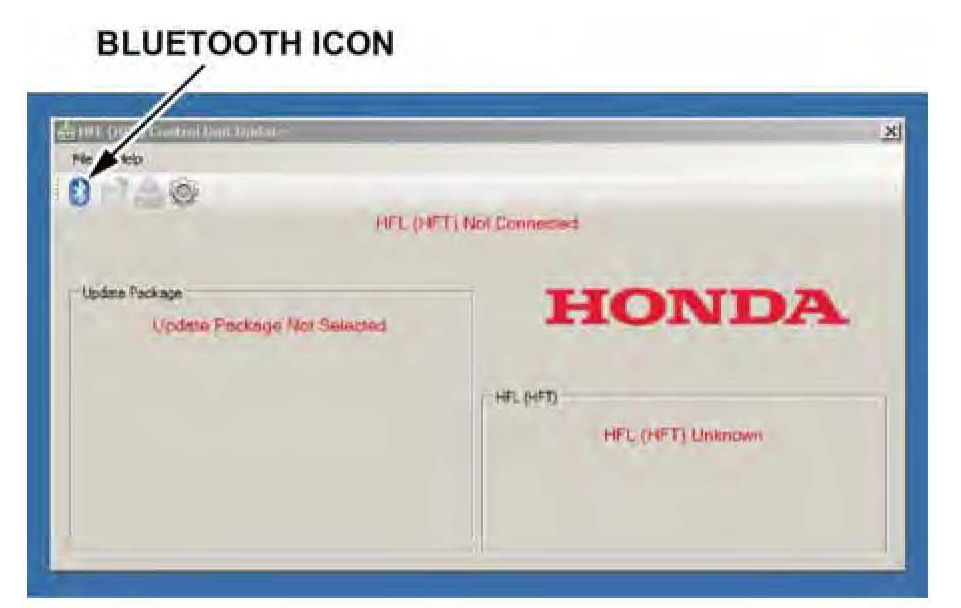 BLUETOOTH ICON
HFL (HFT) Control Unit Update
File Help
HFL (HFT) Not Connected
Update Package
Update Package Not Selected
HONDA
HFL (HFT)
HFL (HFT) Unknown